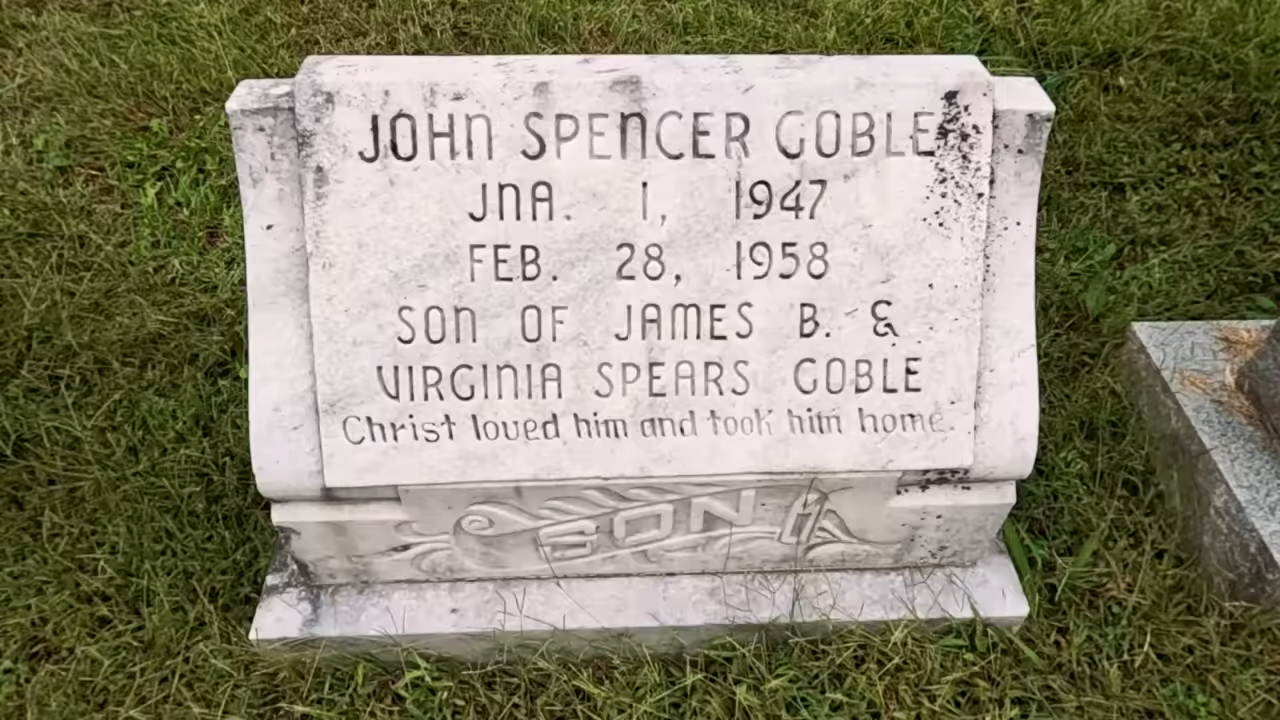 JOHN SPENCER GOBLE
JNA. 1, 1947
FEB. 28, 1958
SON OF JAMES B. &
VIRGINIA SPEARS GOBLE
Christ loved him and took him home.
SON